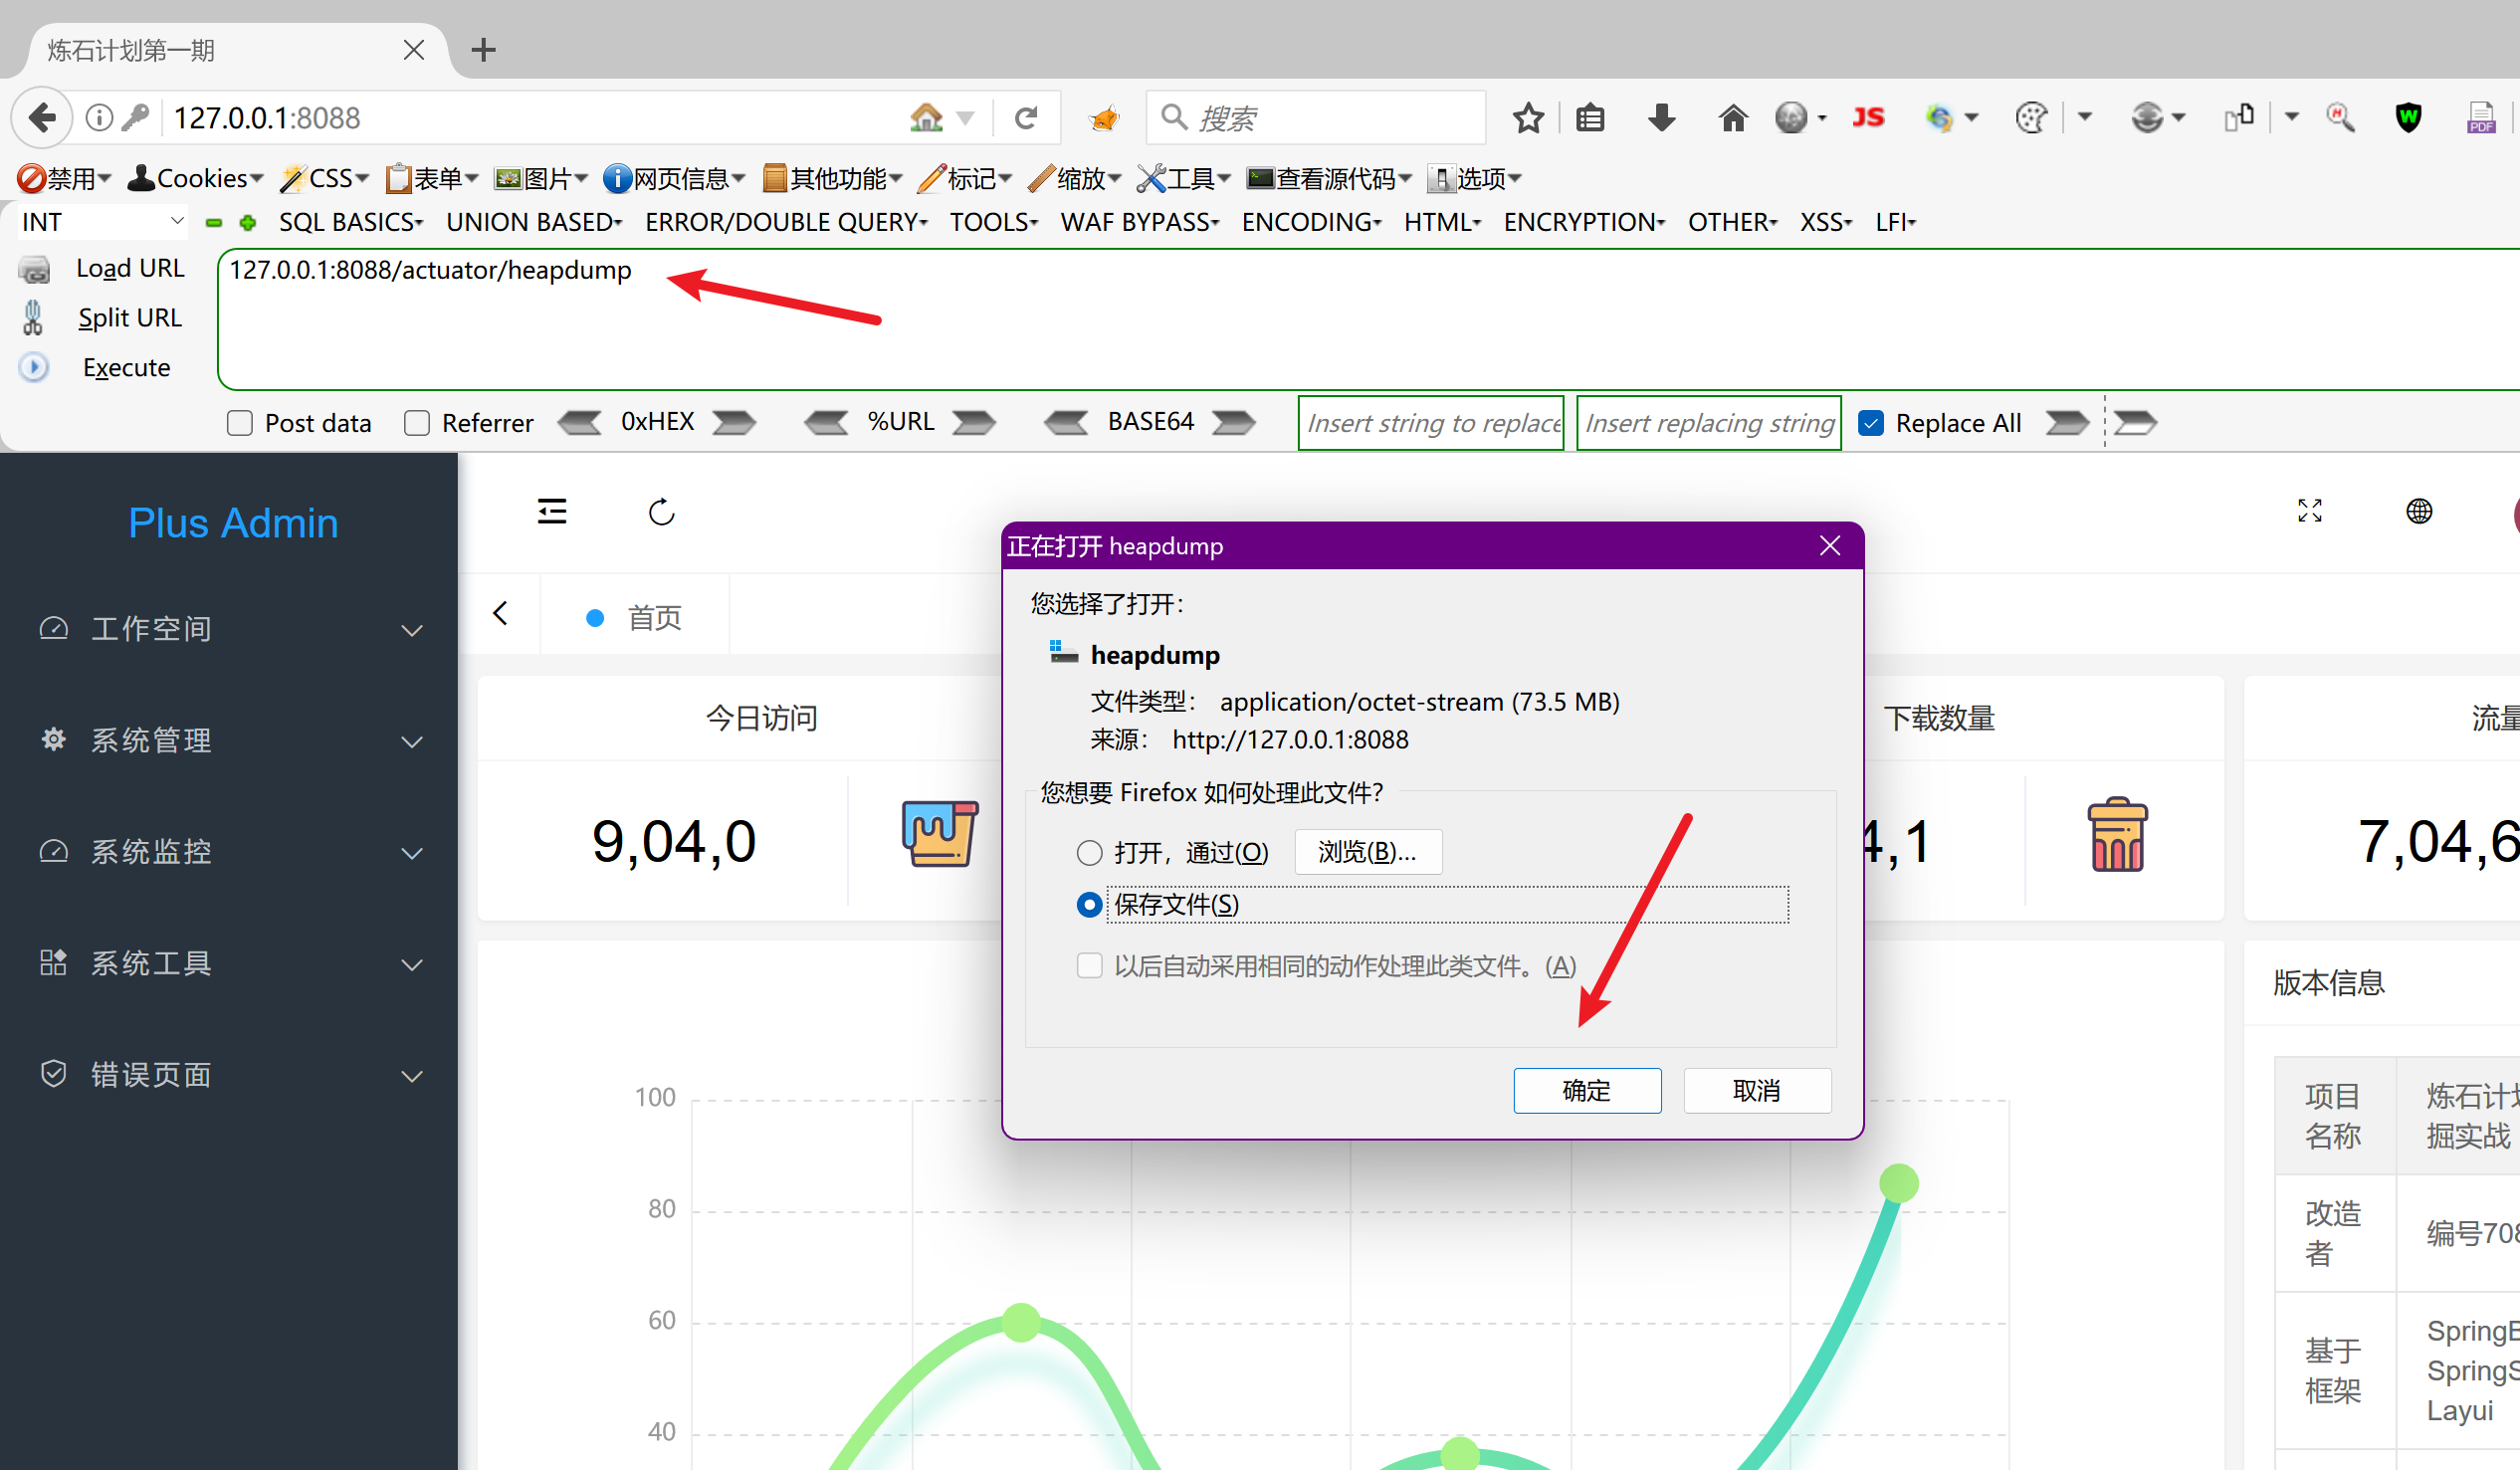 炼石计划第一期
127.0.0.1:8088
搜索
JS
PDF
禁用 Cookies CSS 表单 图片 网页信息 其他功能 标记 缩放 工具 查看源代码 选项
INT SQL BASICS UNION BASED ERROR/DOUBLE QUERY TOOLS WAF BYPASS ENCODING HTML ENCRYPTION OTHER XSS LFI
Load URL
127.0.0.1:8088/actuator/heapdump
Split URL
Execute
Post data Referrer 0xHEX %URL BASE64 Insert string to replace Insert replacing string Replace All
Plus Admin
工作空间
系统管理
系统监控
系统工具
错误页面
首页
今日访问
9,04,0
下载数量
4,1
流量
7,04,6
正在打开 heapdump
您选择了打开：
heapdump
文件类型： application/octet-stream (73.5 MB)
来源： http://127.0.0.1:8088
您想要 Firefox 如何处理此文件？
打开，通过(O) 浏览(B)...
保存文件(S)
以后自动采用相同的动作处理此类文件。(A)
确定 取消
100
80
60
40
版本信息
项目名称
炼石计划
掘实战
改造者
编号708
基于框架
SpringB
SpringS
Layui